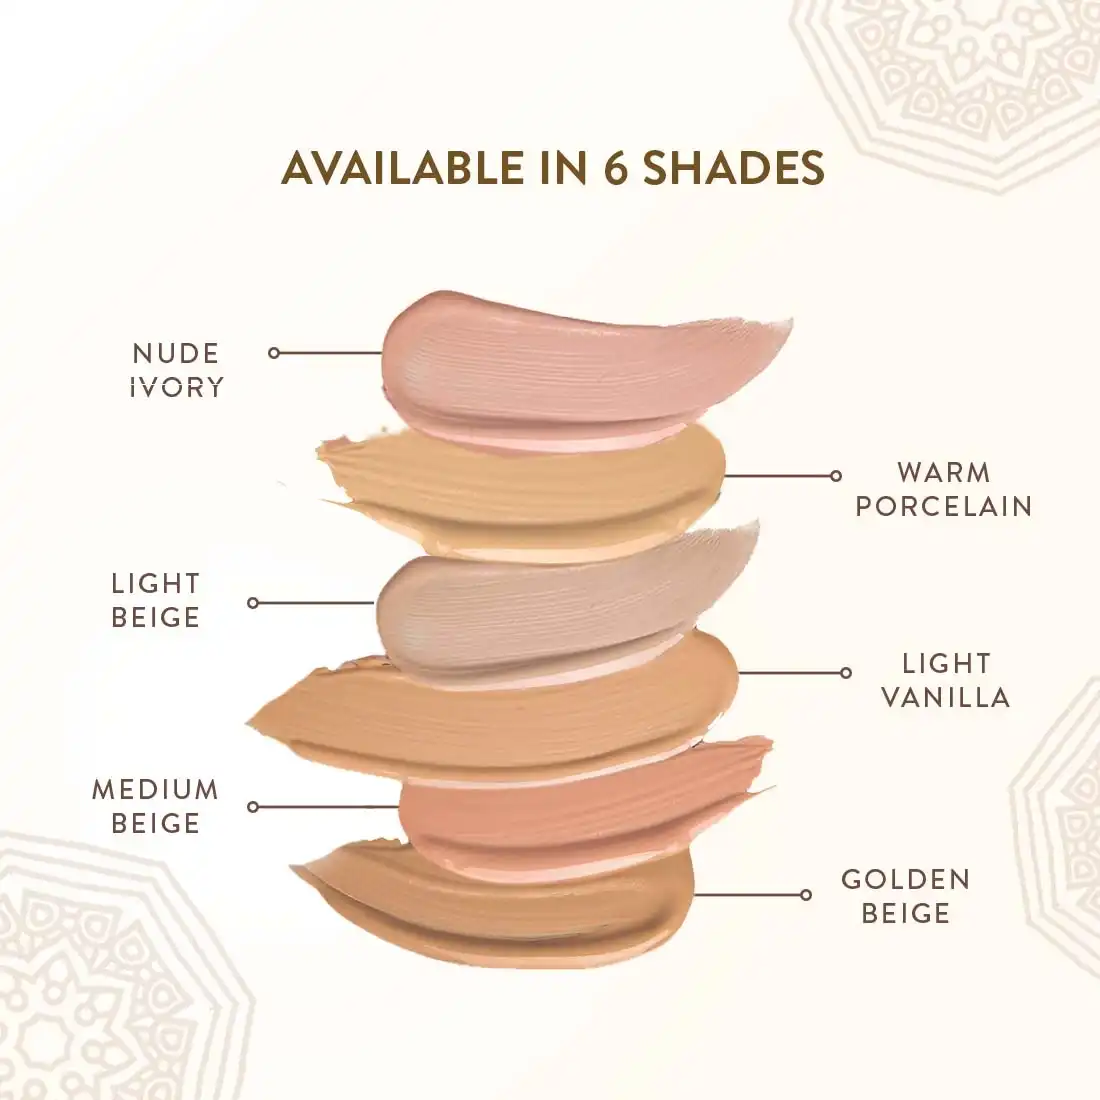 AVAILABLE IN 6 SHADES
NUDE
IVORY
WARM
PORCELAIN
LIGHT
BEIGE
LIGHT
VANILLA
MEDIUM
BEIGE
GOLDEN
BEIGE